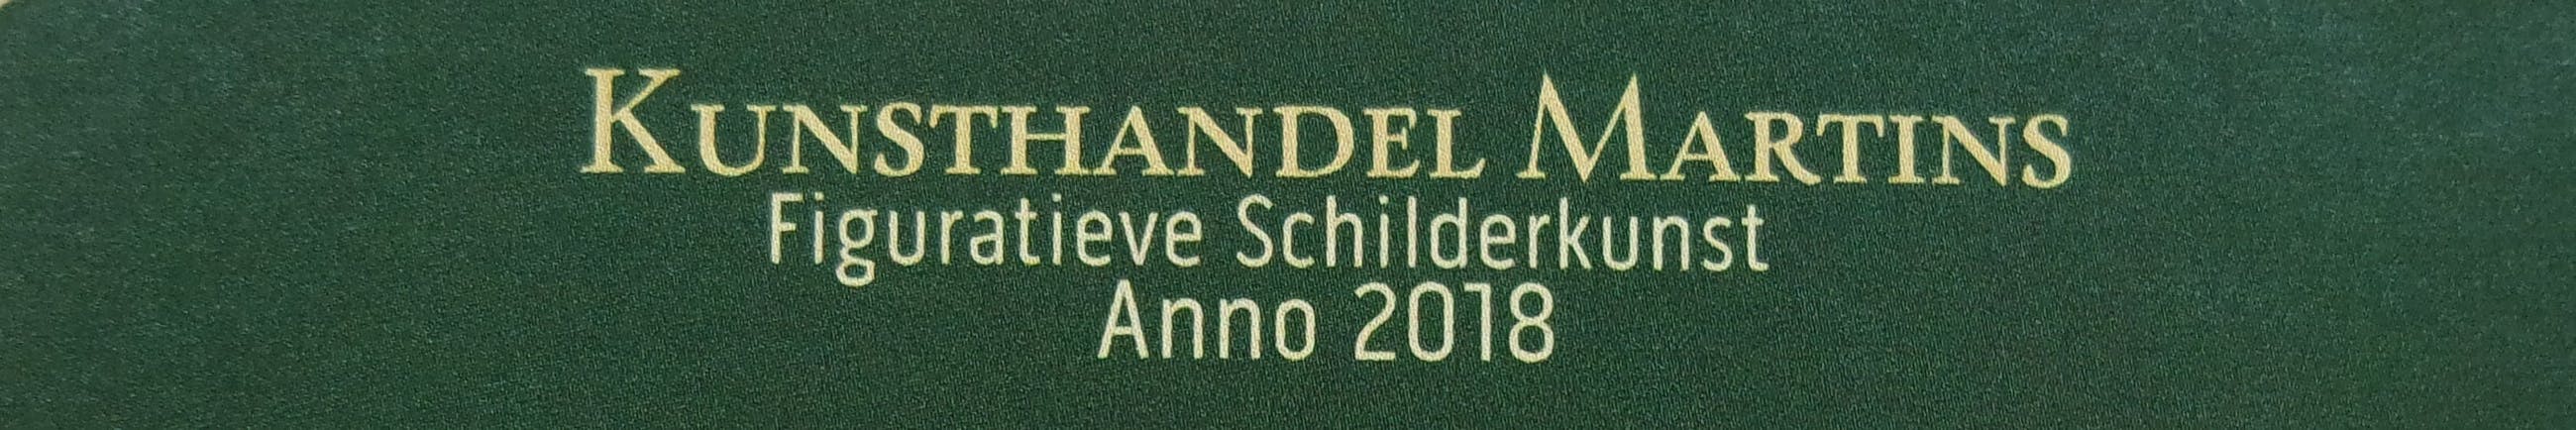 KUNSTHANDEL MARTINS
Figuratieve Schilderkunst
Anno 2018